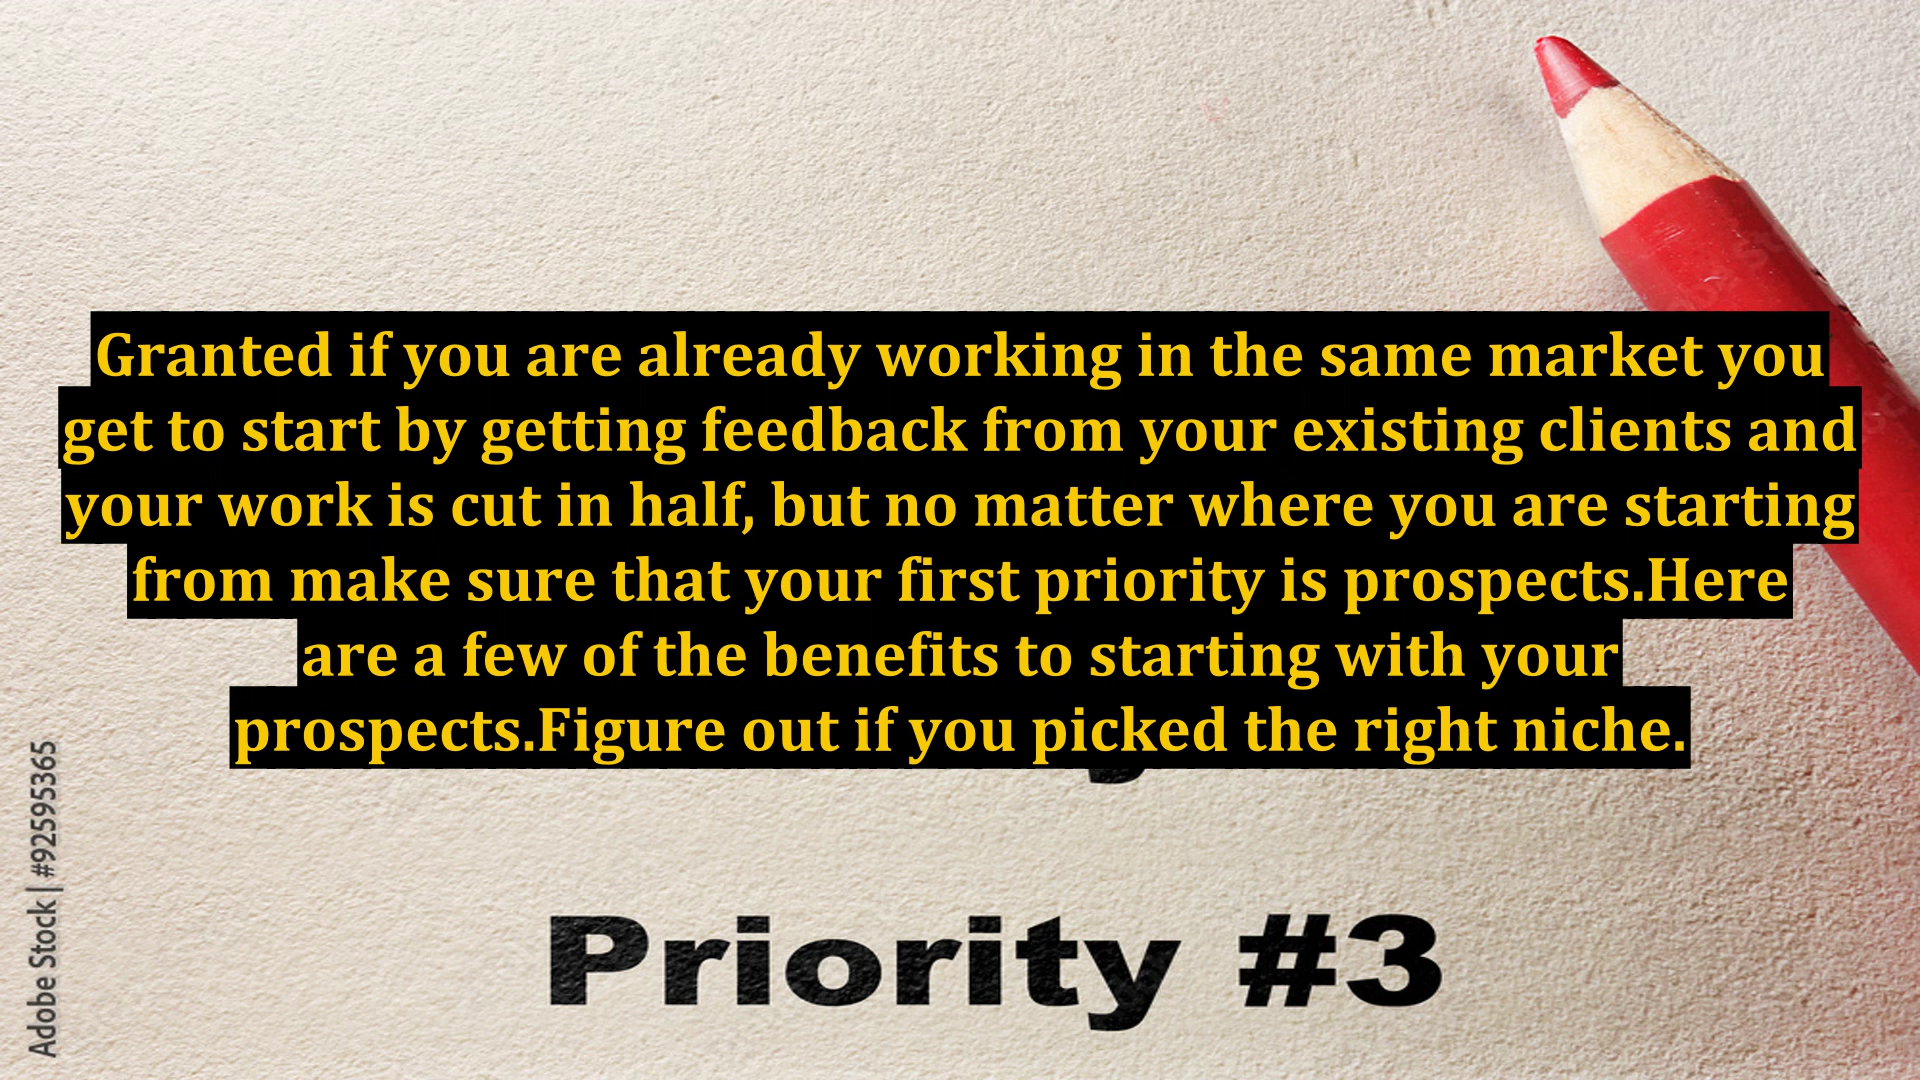 Granted if you are already working in the same market you
get to start by getting feedback from your existing clients and
your work is cut in half, but no matter where you are starting
from make sure that your first priority is prospects.Here
are a few of the benefits to starting with your
prospects.Figure out if you picked the right niche.
Priority #3
Adobe Stock | #92595365